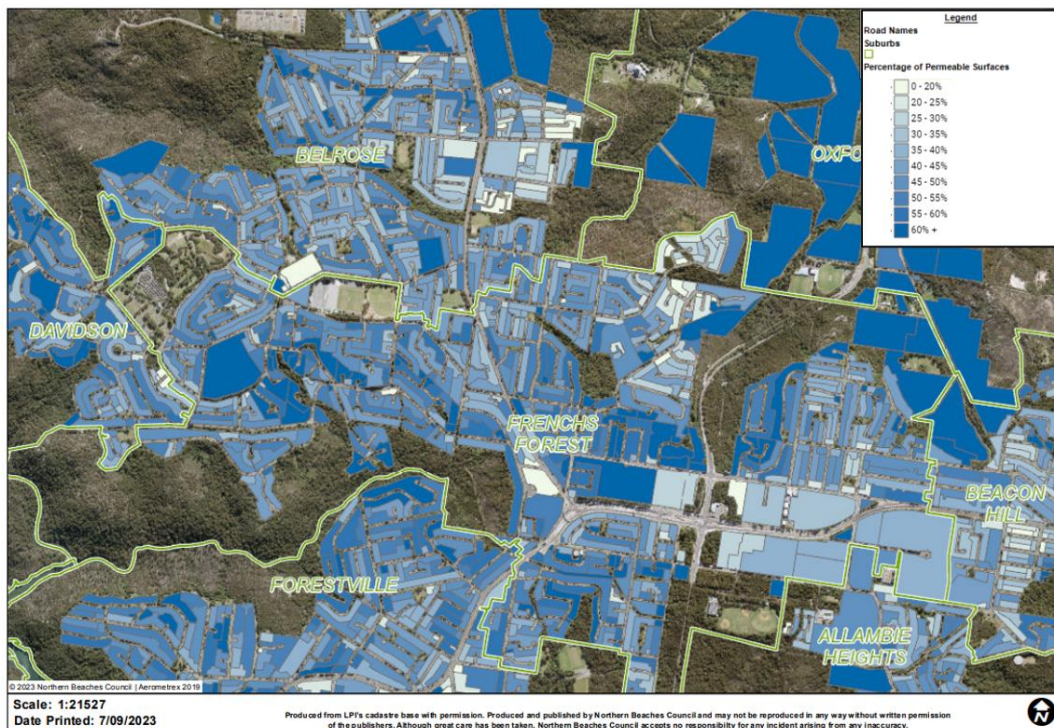 Legend
Road Names
Suburbs
Percentage of Permeable Surfaces
0 - 20%
20 - 25%
25 - 30%
30 - 35%
35 - 40%
40 - 45%
45 - 50%
50 - 55%
55 - 60%
60% +
BELROSE
OXFO
DAVIDSON
FRENCHS
FOREST
BEACON
HILL
FORESTVILLE
ALLAMBIE
HEIGHTS
© 2023 Northern Beaches Council | Aerometrex 2019
Scale: 1:21527
Date Printed: 7/09/2023
Produced from LPI's cadastre base with permission. Produced and published by Northern Beaches Council and may not be reproduced in any way without written permission
of the publishers. Although great care has been taken, Northern Beaches Council accepts no responsibilty for any incident arising from any inaccuracy.